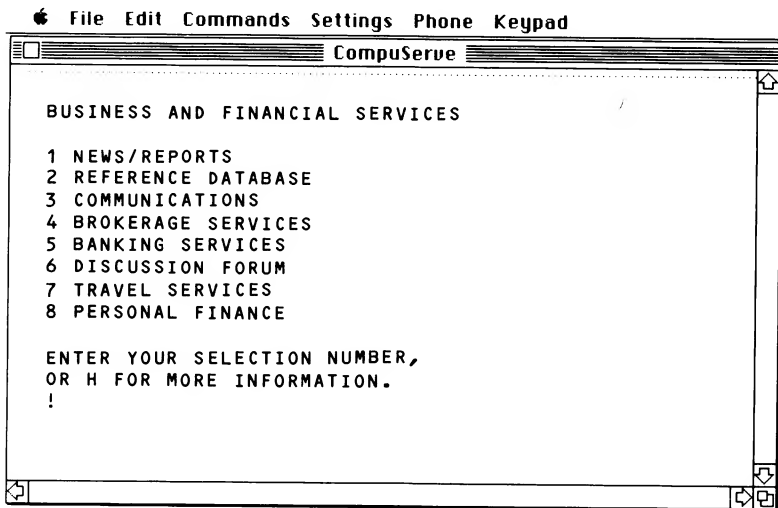 File Edit Commands Settings Phone Keypad
CompuServe
BUSINESS AND FINANCIAL SERVICES
1 NEWS/REPORTS
2 REFERENCE DATABASE
3 COMMUNICATIONS
4 BROKERAGE SERVICES
5 BANKING SERVICES
6 DISCUSSION FORUM
7 TRAVEL SERVICES
8 PERSONAL FINANCE
ENTER YOUR SELECTION NUMBER,
OR H FOR MORE INFORMATION.
!